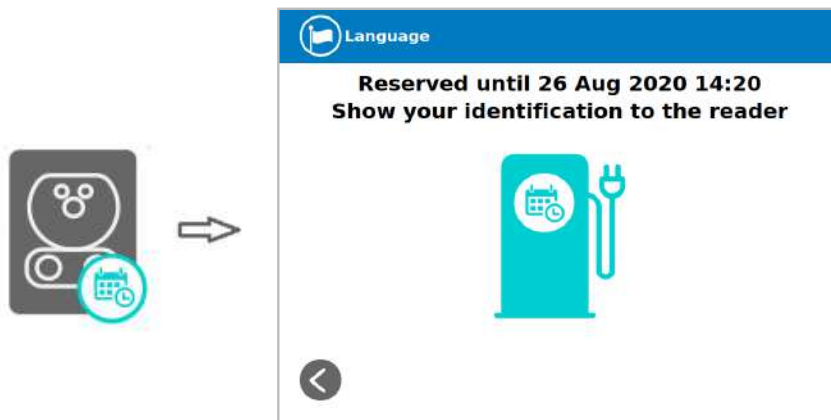 Language
Reserved until 26 Aug 2020 14:20
Show your identification to the reader